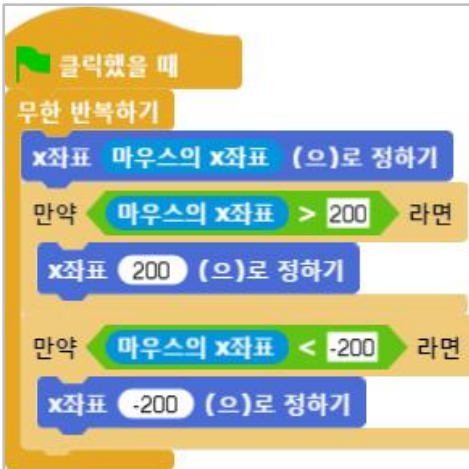 클릭했을 때
무한 반복하기
x좌표 마우스의 x좌표 (으)로 정하기
만약 마우스의 x좌표 > 200 라면
x좌표 200 (으)로 정하기
만약 마우스의 x좌표 < -200 라면
x좌표 -200 (으)로 정하기